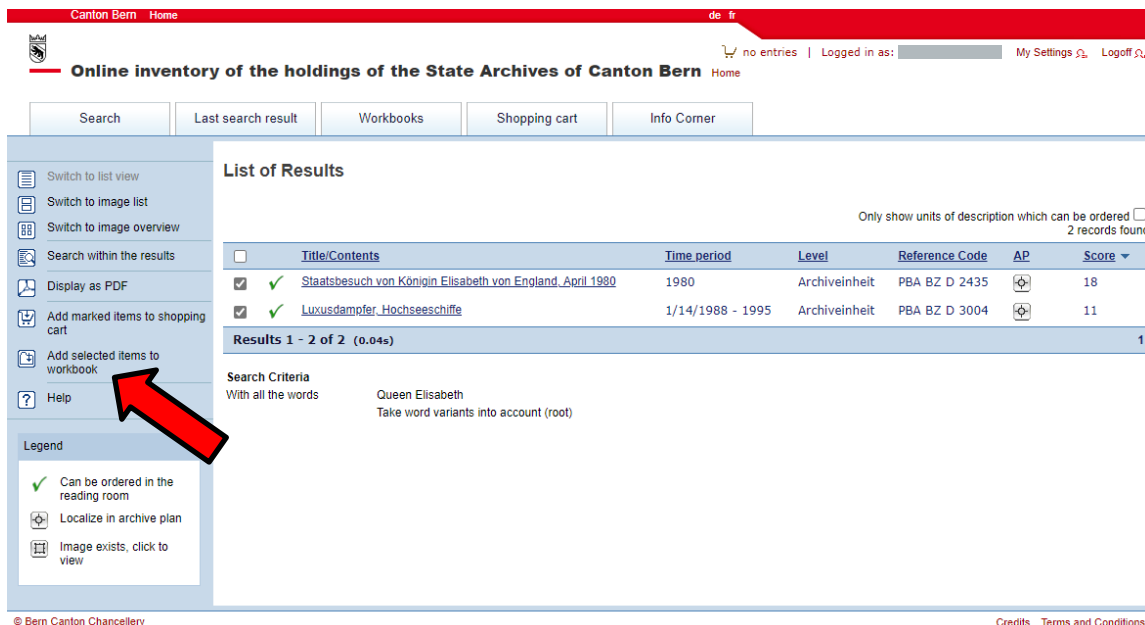 Canton Bern Home de fr
no entries | Logged in as: My Settings Logoff
Online inventory of the holdings of the State Archives of Canton Bern Home
Search Last search result Workbooks Shopping cart Info Corner
Switch to list view
Switch to image list
Switch to image overview
Search within the results
Display as PDF
Add marked items to shopping
cart
Add selected items to
workbook
? Help
Legend
Can be ordered in the
reading room
Localize in archive plan
Image exists, click to
view
List of Results
Only show units of description which can be ordered
2 records found
Title/Contents Time period Level Reference Code AP Score
Staatsbesuch von Königin Elisabeth von England, April 1980 1980 Archiveinheit PBA BZ D 2435 18
Luxusdampfer, Hochseeschiffe 1/14/1988 - 1995 Archiveinheit PBA BZ D 3004 11
Results 1 - 2 of 2 (0.04s) 1
Search Criteria
With all the words Queen Elisabeth
Take word variants into account (root)
© Bern Canton Chancellery Credits Terms and Conditions